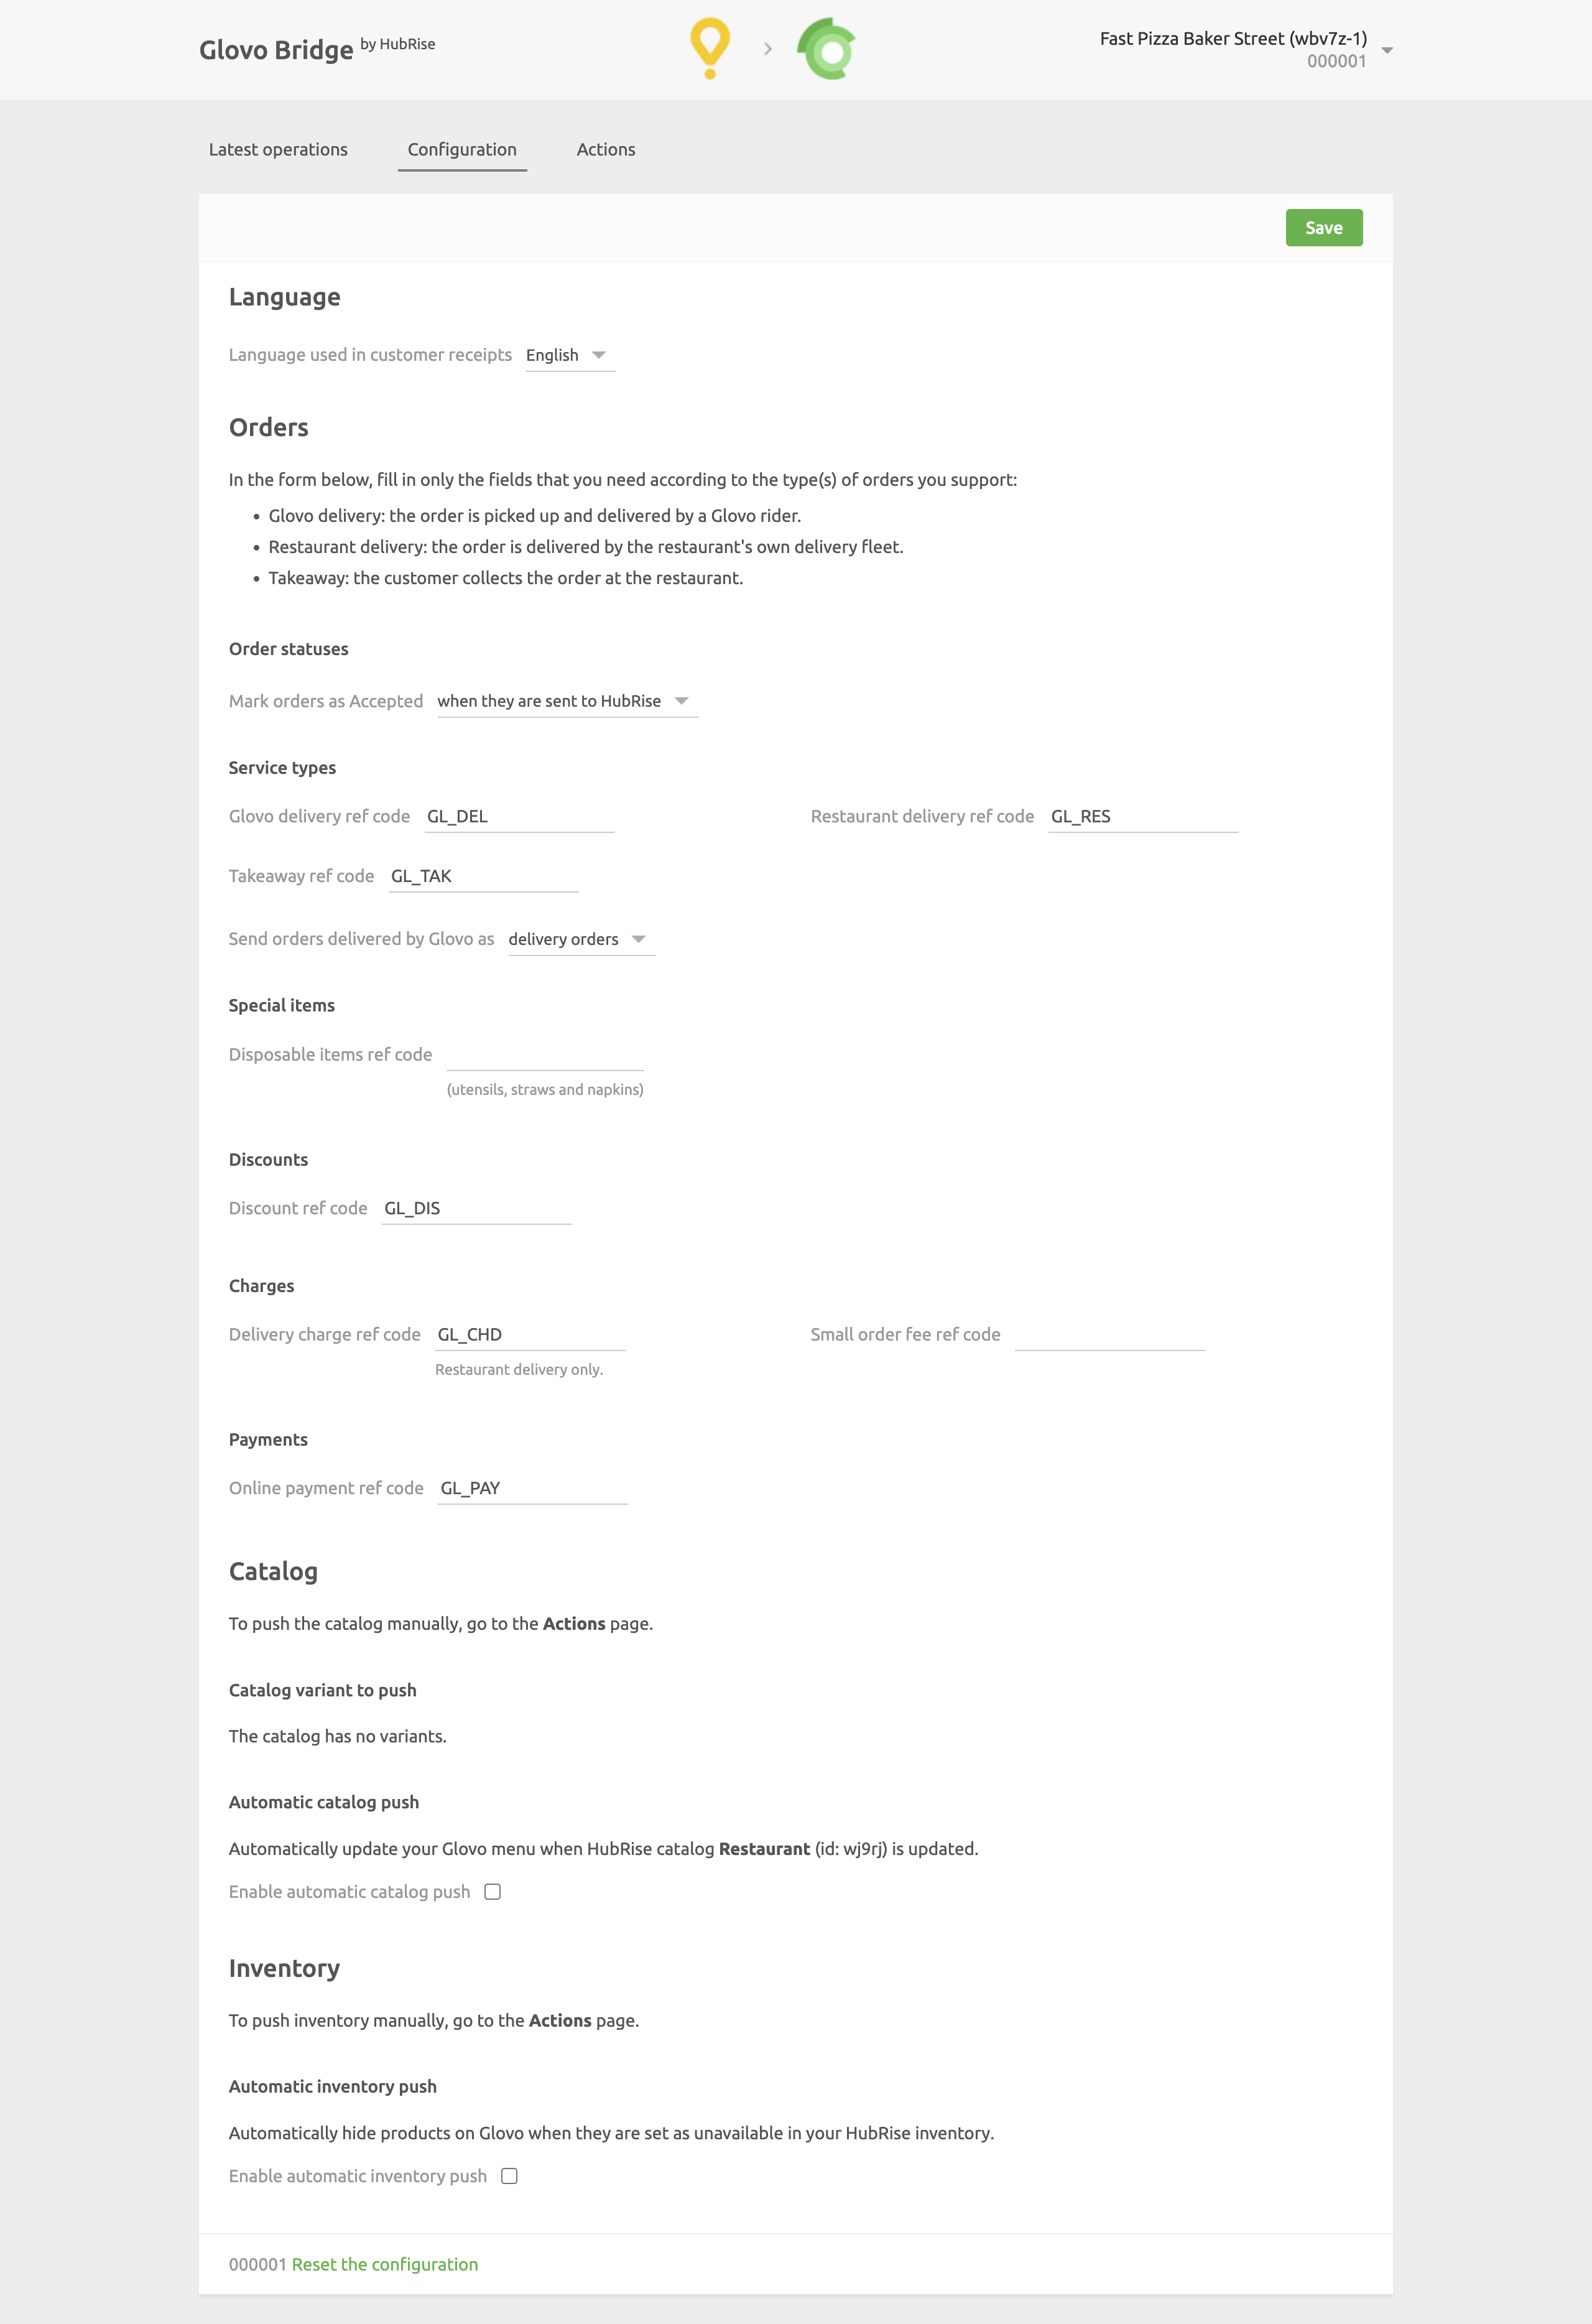 Glovo Bridge by HubRise
Fast Pizza Baker Street (wbv7z-1)
000001
Latest operations
Configuration
Actions
Save
Language
Language used in customer receipts English
Orders
In the form below, fill in only the fields that you need according to the type(s) of orders you support:
• Glovo delivery: the order is picked up and delivered by a Glovo rider.
• Restaurant delivery: the order is delivered by the restaurant's own delivery fleet.
• Takeaway: the customer collects the order at the restaurant.
Order statuses
Mark orders as Accepted when they are sent to HubRise
Service types
Glovo delivery ref code GL_DEL
Restaurant delivery ref code GL_RES
Takeaway ref code GL_TAK
Send orders delivered by Glovo as delivery orders
Special items
Disposable items ref code
(utensils, straws and napkins)
Discounts
Discount ref code GL_DIS
Charges
Delivery charge ref code GL_CHD
Restaurant delivery only.
Small order fee ref code
Payments
Online payment ref code GL_PAY
Catalog
To push the catalog manually, go to the Actions page.
Catalog variant to push
The catalog has no variants.
Automatic catalog push
Automatically update your Glovo menu when HubRise catalog Restaurant (id: wj9rj) is updated.
Enable automatic catalog push
Inventory
To push inventory manually, go to the Actions page.
Automatic inventory push
Automatically hide products on Glovo when they are set as unavailable in your HubRise inventory.
Enable automatic inventory push
000001 Reset the configuration